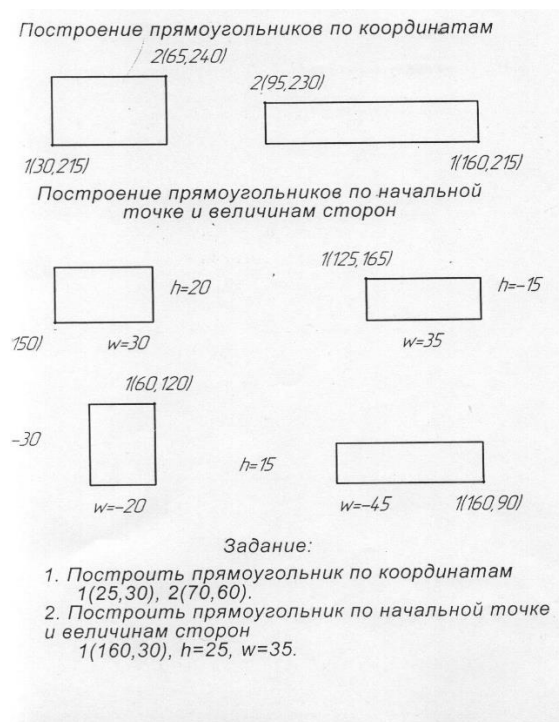 Построение прямоугольников по координатам
2(65,240)
2(95,230)
1(30,215)
1(160,215)
Построение прямоугольников по начальной
точке и величинам сторон
1(125,165)
h=20
h=-15
150)
w=30
w=35
1(60,120)
-30
h=15
w=-20
w=-45
1(160,90)
Задание:
1. Построить прямоугольник по координатам
1(25,30), 2(70,60).
2. Построить прямоугольник по начальной точке
и величинам сторон
1(160,30), h=25, w=35.